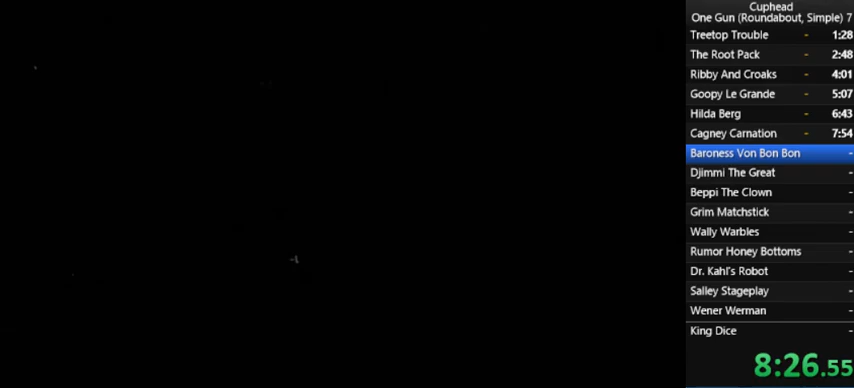 Cuphead
One Gun (Roundabout, Simple) 7
Treetop Trouble - 1:28
The Root Pack - 2:48
Ribby And Croaks - 4:01
Goopy Le Grande - 5:07
Hilda Berg - 6:43
Cagney Carnation - 7:54
Baroness Von Bon Bon -
Djimmi The Great -
Beppi The Clown -
Grim Matchstick -
Wally Warbles -
Rumor Honey Bottoms -
Dr. Kahl's Robot -
Salley Stageplay -
Wener Werman -
King Dice -
8:26.55